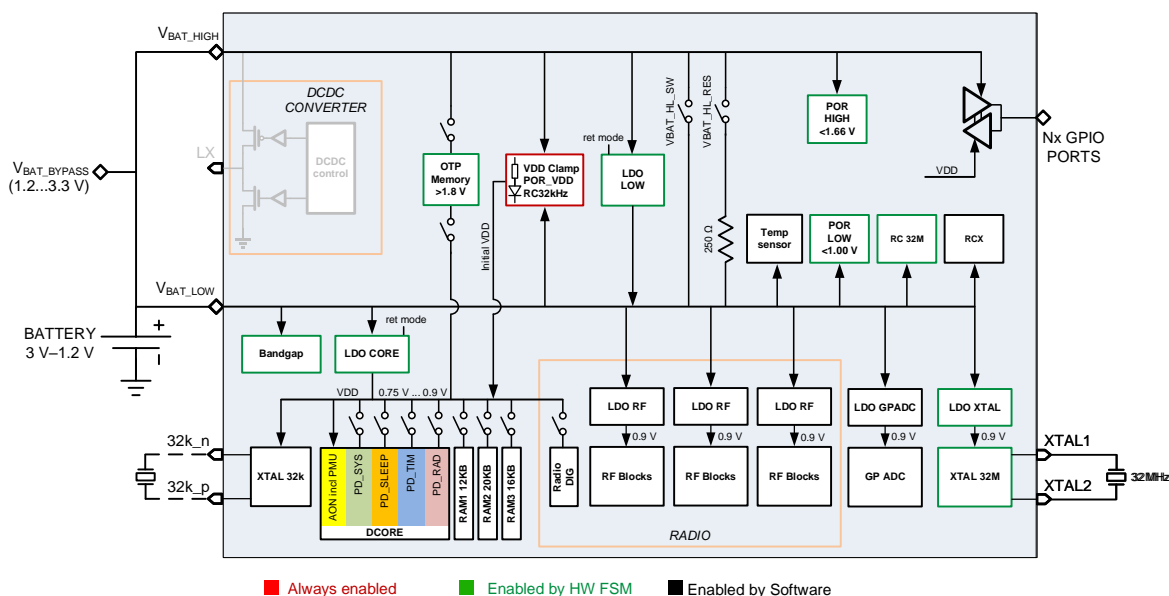 VBAT_HIGH
DCDC
CONVERTER
LX
DCDC
control
VBAT_BYPASS
(1.2...3.3 V)
OTP
Memory
>1.8 V
VDD Clamp
POR_VDD
RC32kHz
ret mode
LDO
LOW
VBAT_HL_SW
VBAT_HL_RES
POR
HIGH
<1.66 V
VDD
Nx GPIO
PORTS
Initial VDD
250 Ω
Temp
sensor
POR
LOW
<1.00 V
RC 32M
RCX
VBAT_LOW
BATTERY
3 V–1.2 V
+
Bandgap
LDO CORE
ret mode
VDD
0.75 V ... 0.9 V
LDO RF
LDO RF
LDO RF
LDO GPADC
LDO XTAL
0.9 V
0.9 V
0.9 V
0.9 V
0.9 V
32k_n
32k_p
XTAL 32k
AON incl PMU
PD_SYS
PD_SLEEP
PD_TIM
PD_RAD
DCORE
RAM1 12KB
RAM2 20KB
RAM3 16KB
Radio
DIG
RF Blocks
RF Blocks
RF Blocks
RADIO
GP ADC
XTAL 32M
XTAL1
XTAL2
32MHz
Always enabled
Enabled by HW FSM
Enabled by Software